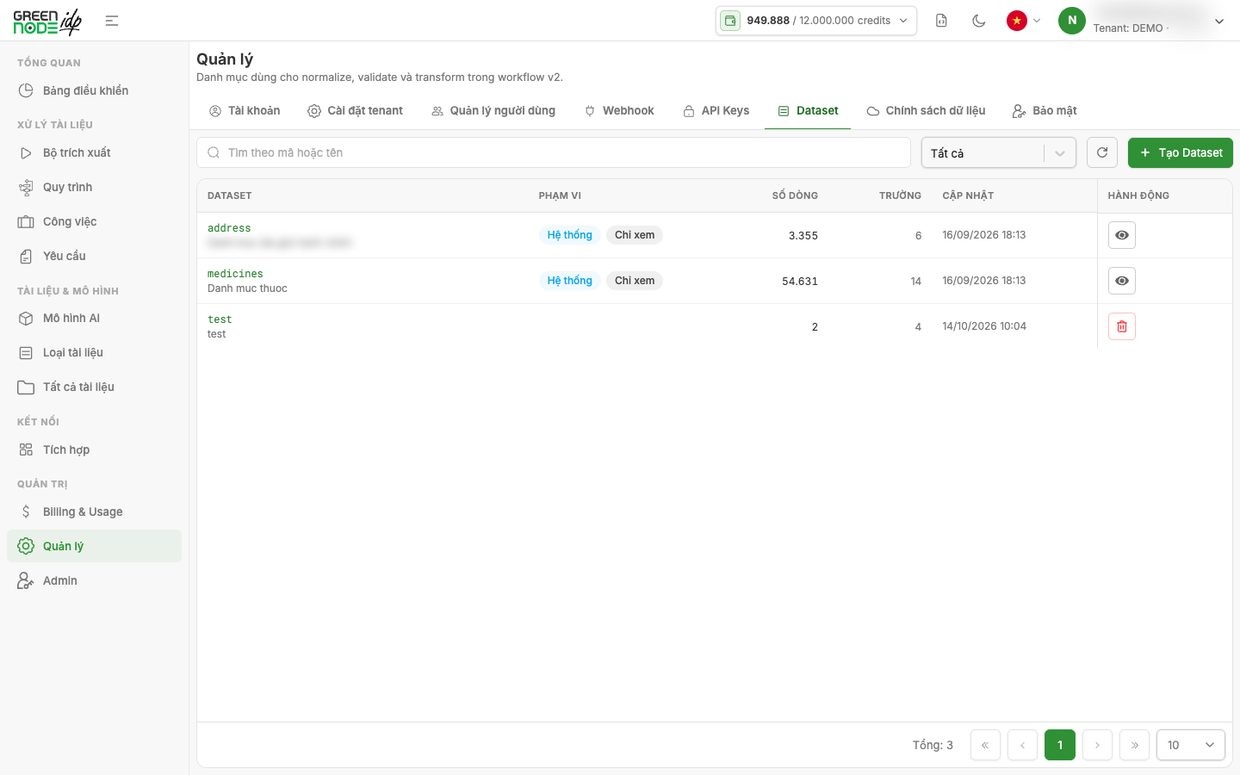 GREEN NODE idp
949.888 / 12.000.000 credits
N
Tenant: DEMO -
TỔNG QUAN
Bảng điều khiển
XỬ LÝ TÀI LIỆU
Bộ trích xuất
Quy trình
Công việc
Yêu cầu
TÀI LIỆU & MÔ HÌNH
Mô hình AI
Loại tài liệu
Tất cả tài liệu
KẾT NỐI
Tích hợp
QUẢN TRỊ
Billing & Usage
Quản lý
Admin
Quản lý
Danh mục dùng cho normalize, validate và transform trong workflow v2.
Tài khoản Cài đặt tenant Quản lý người dùng Webhook API Keys Dataset Chính sách dữ liệu Bảo mật
Tìm theo mã hoặc tên Tất cả + Tạo Dataset
DATASET PHẠM VI SỐ DÒNG TRƯỜNG CẬP NHẬT HÀNH ĐỘNG
address Hệ thống Chỉ xem 3.355 6 16/09/2026 18:13
medicines
Danh muc thuoc Hệ thống Chỉ xem 54.631 14 16/09/2026 18:13
test
test 2 4 14/10/2026 10:04
Tổng: 3 « ‹ 1 › » 10